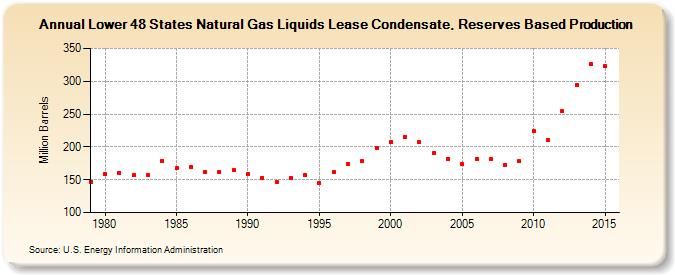 Annual Lower 48 States Natural Gas Liquids Lease Condensate, Reserves Based Production
Million Barrels
350
300
250
200
150
100
1980 1985 1990 1995 2000 2005 2010 2015
Source: U.S. Energy Information Administration